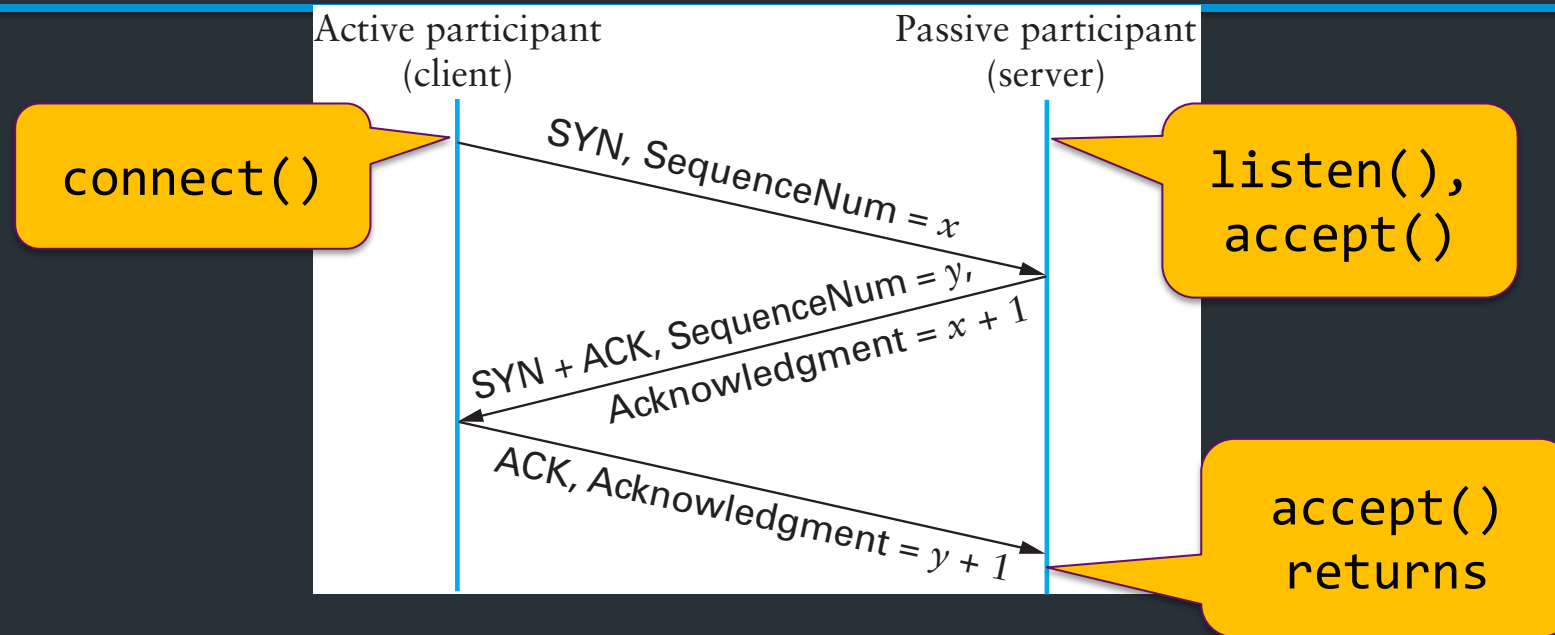 Active participant
(client)
Passive participant
(server)
connect()
listen(),
accept()
SYN, SequenceNum = x
SYN + ACK, SequenceNum = y,
Acknowledgment = x + 1
ACK, Acknowledgment = y + 1
accept()
returns